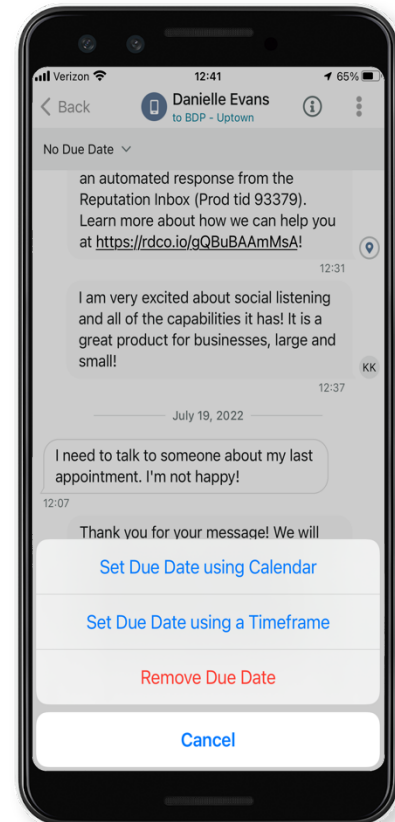 Verizon 12:41 65%
Back Danielle Evans
to BDP - Uptown
No Due Date
an automated response from the
Reputation Inbox (Prod tid 93379).
Learn more about how we can help you
at https://rdco.io/gQBuBAAmMsA!
12:31
I am very excited about social listening
and all of the capabilities it has! It is a
great product for businesses, large and
small!
KK
12:37
July 19, 2022
I need to talk to someone about my last
appointment. I'm not happy!
12:07
Thank you for your message! We will
Set Due Date using Calendar
Set Due Date using a Timeframe
Remove Due Date
Cancel